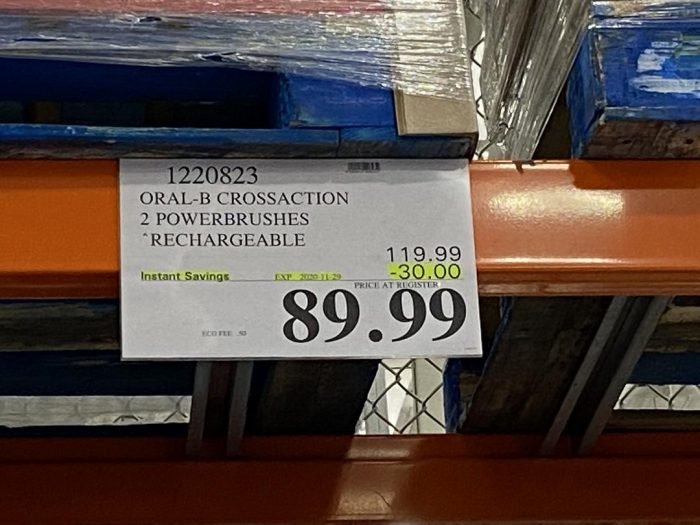 1220823
ORAL-B CROSSACTION
2 POWERBRUSHES
^RECHARGEABLE
119.99
Instant Savings EXP 2020-11-29 -30.00
PRICE AT REGISTER
89.99
ECO FEE .50